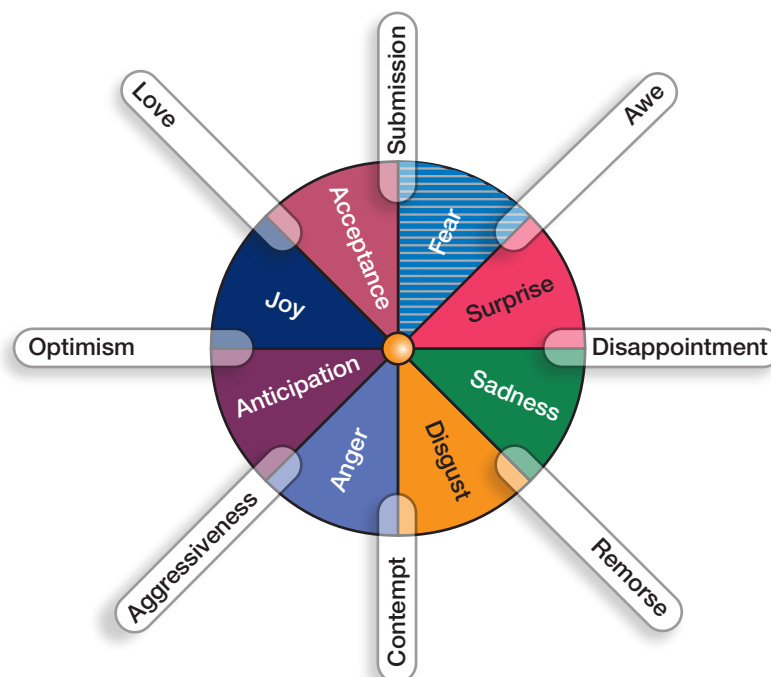 Submission
Love
Awe
Acceptance
Fear
Joy
Surprise
Optimism
Disappointment
Anticipation
Sadness
Anger
Disgust
Aggressiveness
Remorse
Contempt